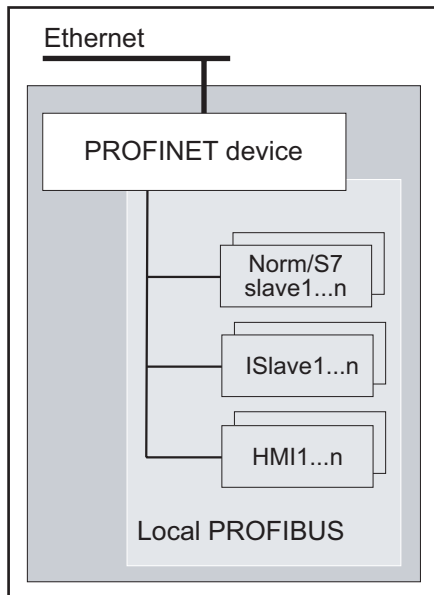 Ethernet
PROFINET device
Norm/S7
slave1...n
ISlave1...n
HMI1...n
Local PROFIBUS